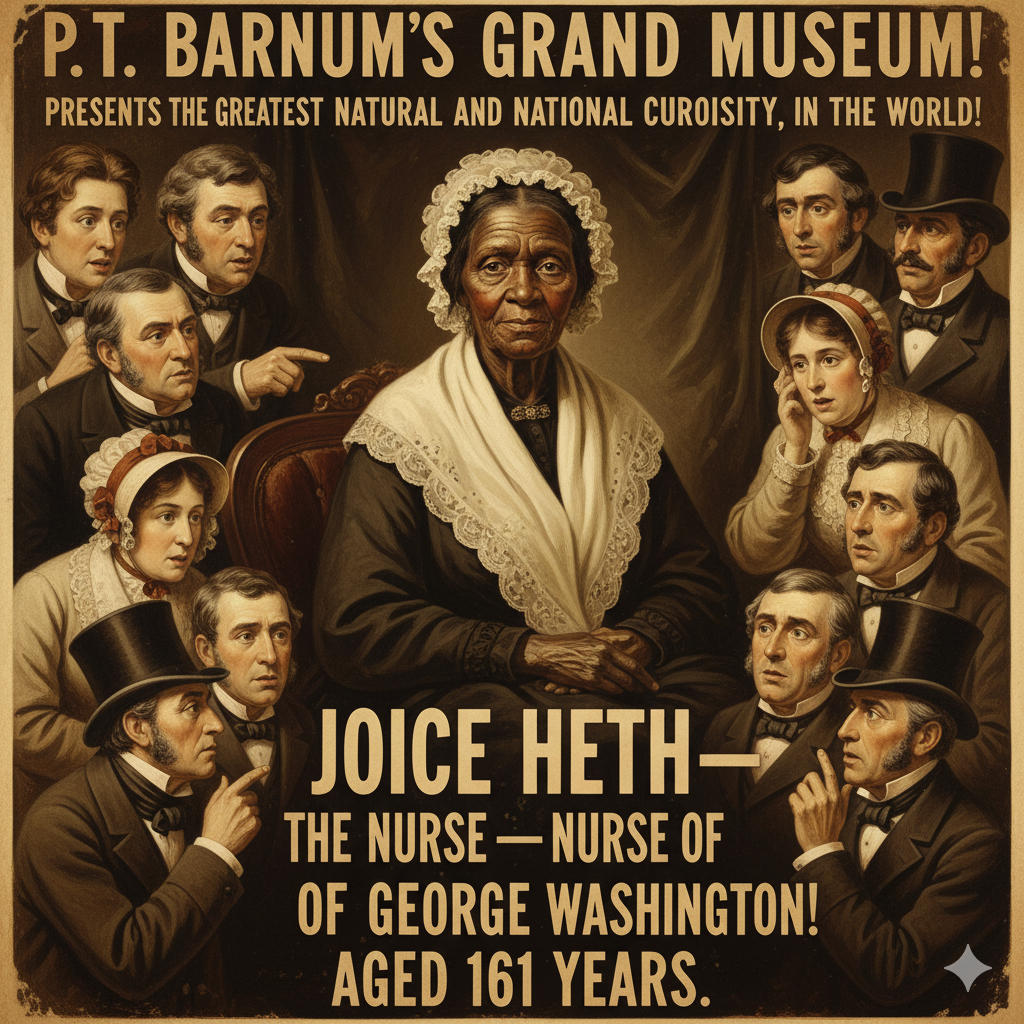 P.T. BARNUM'S GRAND MUSEUM!
PRESENTS THE GREATEST NATURAL AND NATIONAL CUROISITY, IN THE WORLD!
JOICE HETH—
THE NURSE — NURSE OF
OF GEORGE WASHINGTON!
AGED 161 YEARS.